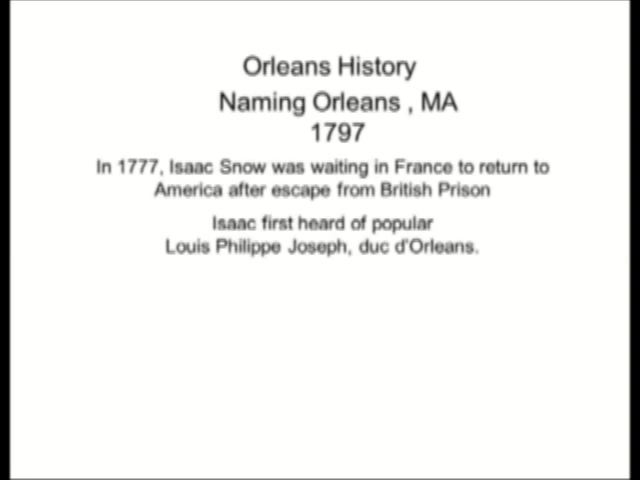 Orleans History
Naming Orleans , MA
1797
In 1777, Isaac Snow was waiting in France to return to
America after escape from British Prison
Isaac first heard of popular
Louis Philippe Joseph, duc d'Orleans.